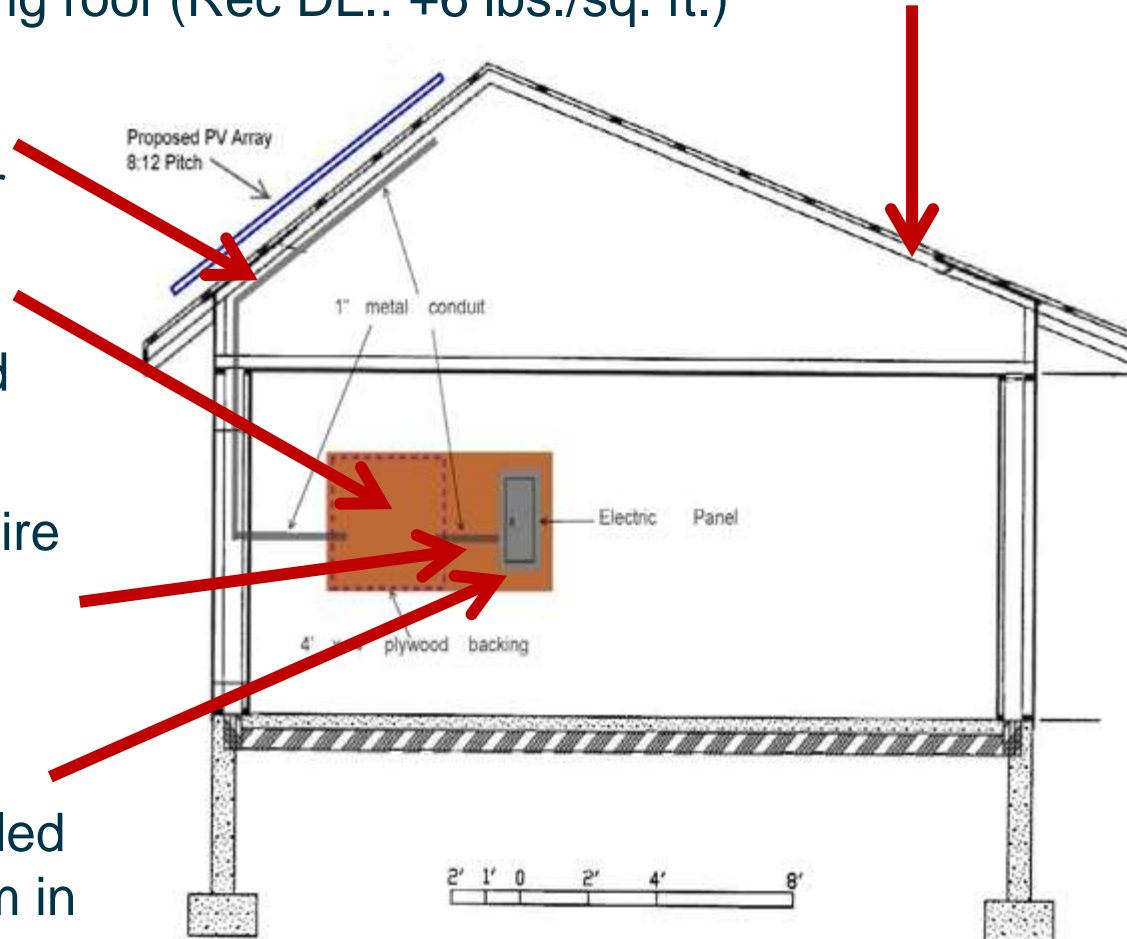 ng roof (Rec DL.: +6 lbs./sq. ft.)
Proposed PV Array
8:12 Pitch
r
1" metal conduit
d
ire
Electric Panel
4' plywood backing
led
m in
2' 1' 0 2' 4' 8'